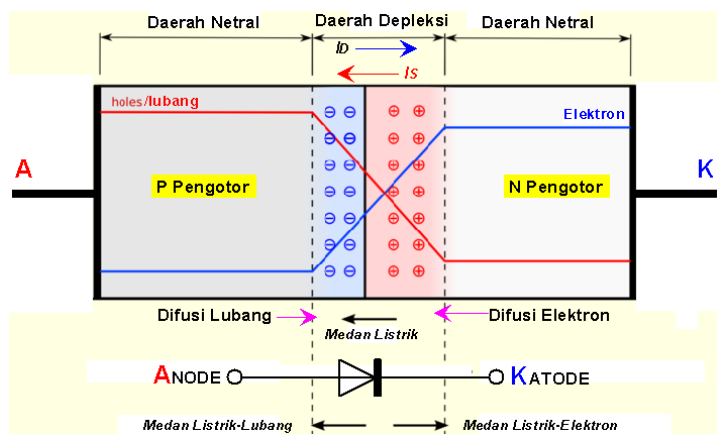 Daerah Netral
Daerah Depleksi
Daerah Netral
ID
IS
holes/lubang
Elektron
A
P Pengotor
N Pengotor
K
Difusi Lubang
Medan Listrik
Difusi Elektron
ANODE
KATODE
Medan Listrik-Lubang
Medan Listrik-Elektron